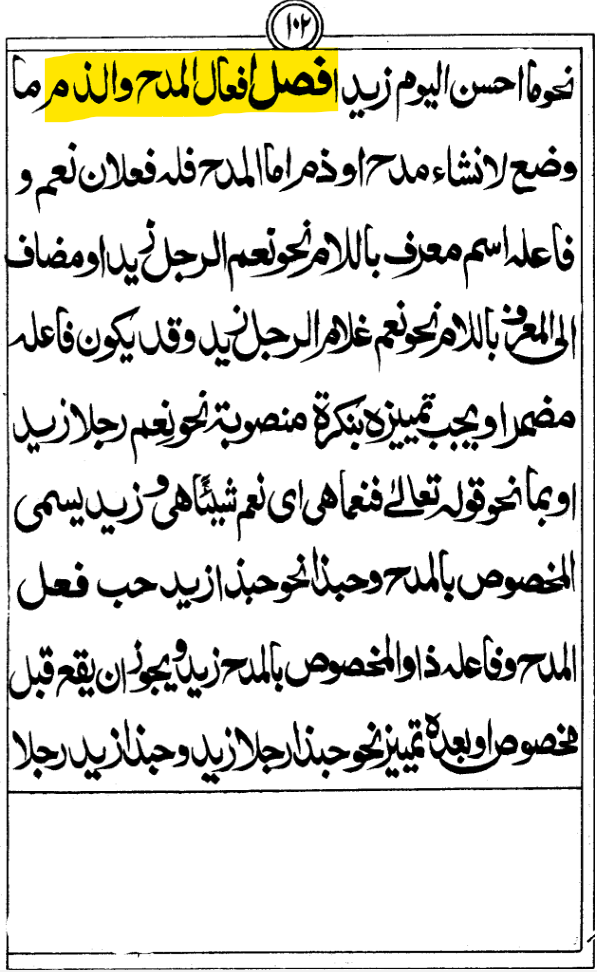 ١٠٢
نحو ما احسن اليوم زيدا فصل افعال المدح والذم ما
وضع لانشاء مدح او ذم اما المدح فله فعلان نعم و
فاعله اسم معرف باللام نحو نعم الرجل زيد او مضاف
الى المعرف باللام نحو نعم غلام الرجل زيد وقد يكون فاعله
مضمرا ويجب تمييزه بنكرة منصوبة نحو نعم رجلا زيد
او بما نحو قوله تعالىٰ فنعما هى اى نعم شيئًا هى و زيد يسمى
المخصوص بالمدح وحبذا نحو حبذا زيد حب فعل
المدح وفاعله ذا والمخصوص بالمدح زيد ويجوز ان يقع قبل
مخصوص او بعده تمييز نحو حبذا رجلا زيد وحبذا زيد رجلا